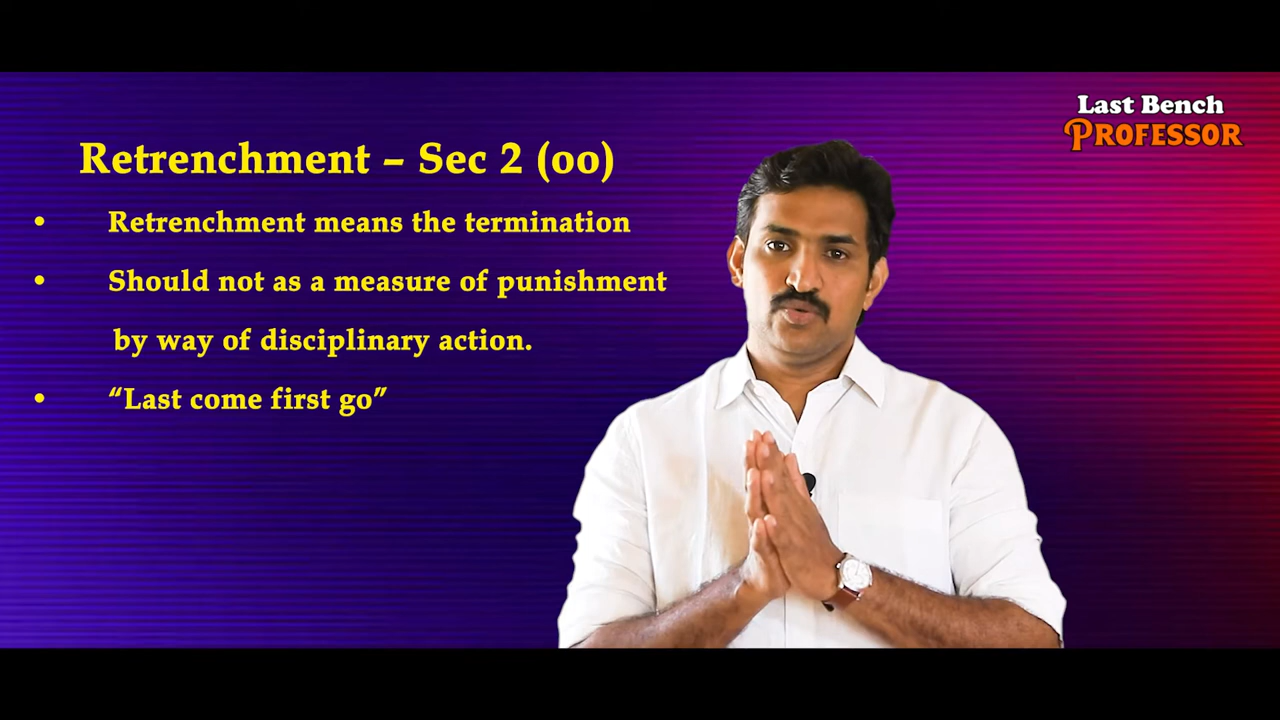 Last Bench
PROFESSOR
Retrenchment – Sec 2 (oo)
• Retrenchment means the termination
• Should not as a measure of punishment
by way of disciplinary action.
• “Last come first go”